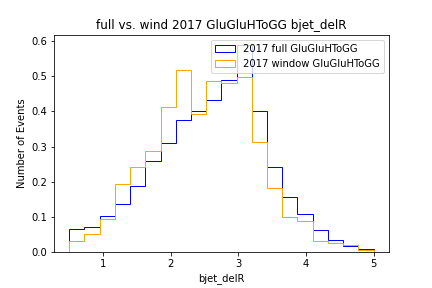 full vs. wind 2017 GluGluHToGG bjet_delR
2017 full GluGluHToGG
2017 window GluGluHToGG
Number of Events
0.6
0.5
0.4
0.3
0.2
0.1
0.0
1 2 3 4 5
bjet_delR